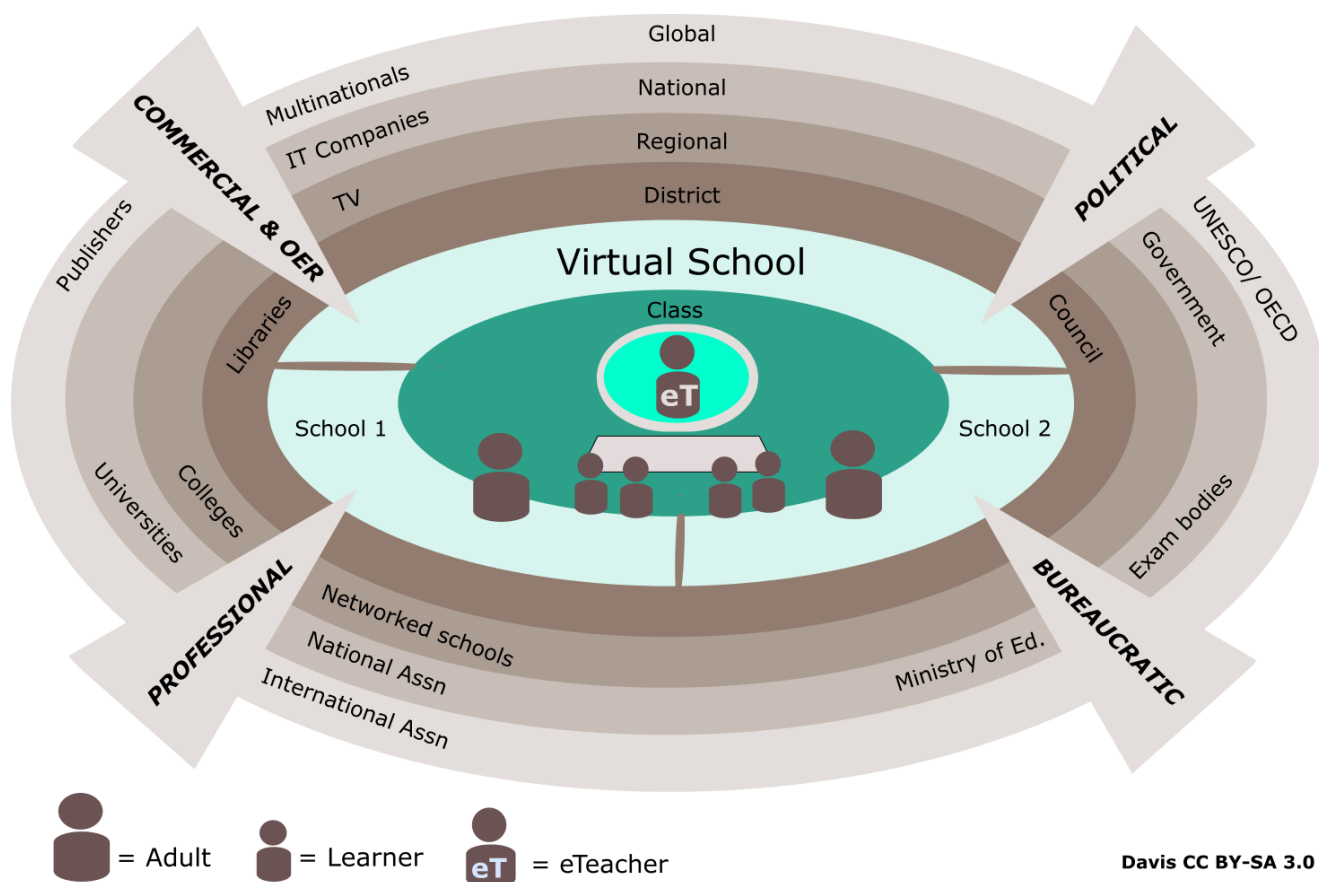 Global
Multinationals
National
IT Companies
Regional
TV
District
COMMERCIAL & OER
POLITICAL
Publishers
UNESCO/ OECD
Government
Virtual School
Libraries
Council
Class
eT
School 1
School 2
Universities
Colleges
Exam bodies
PROFESSIONAL
BUREAUCRATIC
Networked schools
National Assn
International Assn
Ministry of Ed.
= Adult
= Learner
eT
= eTeacher
Davis CC BY-SA 3.0